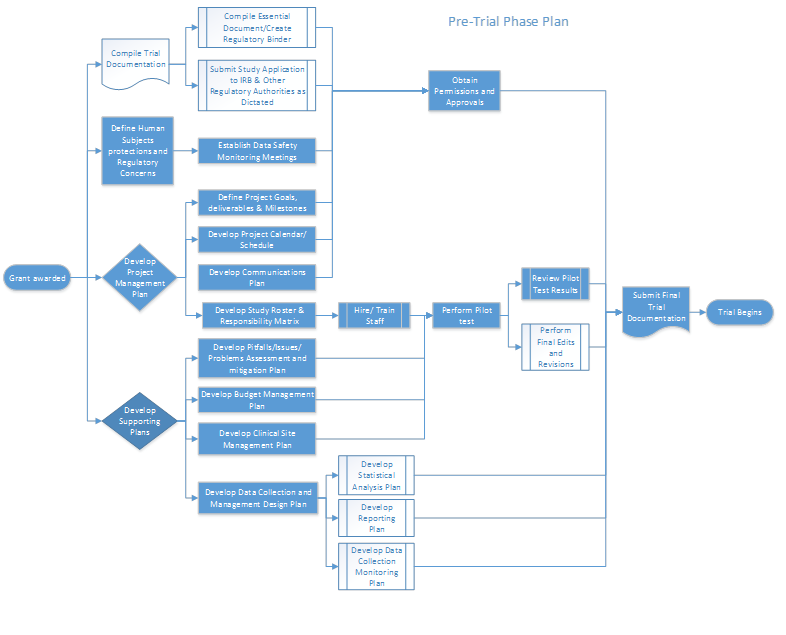 Pre-Trial Phase Plan
Grant awarded
Compile Trial
Documentation
Compile Essential
Document/Create
Regulatory Binder
Submit Study Application
to IRB & Other
Regulatory Authorities as
Dictated
Obtain
Permissions and
Approvals
Define Human
Subjects
protections and
Regulatory
Concerns
Establish Data Safety
Monitoring Meetings
Develop
Project
Management
Plan
Define Project Goals,
deliverables & Milestones
Develop Project Calendar/
Schedule
Develop Communications
Plan
Develop Study Roster &
Responsibility Matrix
Hire/ Train
Staff
Perform Pilot
test
Review Pilot
Test Results
Perform
Final Edits
and
Revisions
Submit Final
Trial
Documentation
Trial Begins
Develop
Supporting
Plans
Develop Pitfalls/Issues/
Problems Assessment and
mitigation Plan
Develop Budget Management
Plan
Develop Clinical Site
Management Plan
Develop Data Collection and
Management Design Plan
Develop
Statistical
Analysis Plan
Develop
Reporting
Plan
Develop Data
Collection
Monitoring
Plan